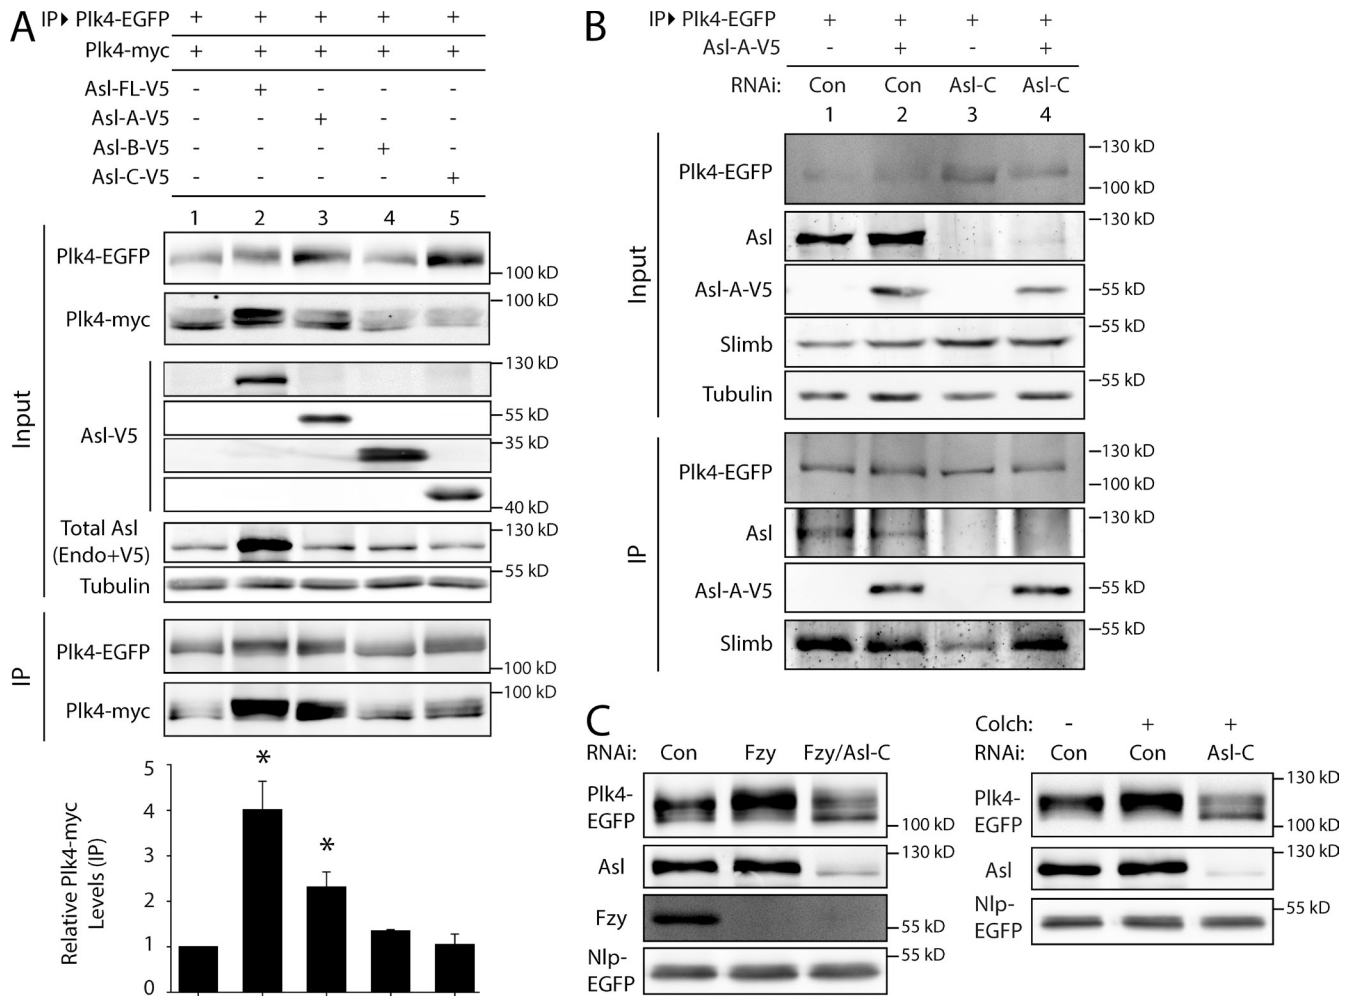 A
IP▶ Plk4-EGFP + + + + +
Plk4-myc + + + + +
Asl-FL-V5 - + - - -
Asl-A-V5 - - + - -
Asl-B-V5 - - - + -
Asl-C-V5 - - - - +
1 2 3 4 5
Input
Plk4-EGFP
100 kD
Plk4-myc
100 kD
Asl-V5
130 kD
55 kD
35 kD
40 kD
Total Asl
(Endo+V5)
130 kD
Tubulin
55 kD
IP
Plk4-EGFP
100 kD
Plk4-myc
100 kD
Relative Plk4-myc
Levels (IP)
5
4
3
2
1
0
* *
B
IP▶ Plk4-EGFP + + + +
Asl-A-V5 - + - +
RNAi: Con Con Asl-C Asl-C
1 2 3 4
Input
Plk4-EGFP
130 kD
100 kD
Asl
130 kD
Asl-A-V5
55 kD
Slimb
55 kD
Tubulin
55 kD
IP
Plk4-EGFP
130 kD
100 kD
Asl
130 kD
Asl-A-V5
55 kD
Slimb
55 kD
C
RNAi: Con Fzy Fzy/Asl-C
Plk4-
EGFP
100 kD
Asl
130 kD
Fzy
55 kD
Nlp-
EGFP
55 kD
Colch: - + +
RNAi: Con Con Asl-C
Plk4-
EGFP
130 kD
100 kD
Asl
130 kD
Nlp-
EGFP
55 kD